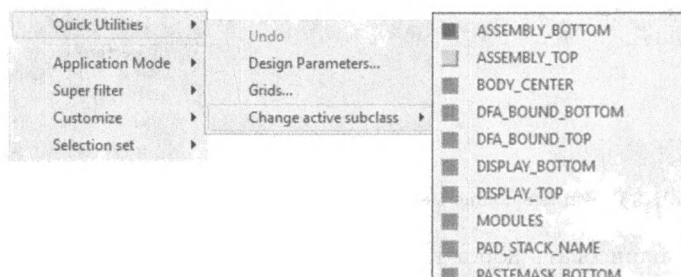 Quick Utilities
Application Mode
Super filter
Customize
Selection set
Undo
Design Parameters...
Grids...
Change active subclass
ASSEMBLY_BOTTOM
ASSEMBLY_TOP
BODY_CENTER
DFA_BOUND_BOTTOM
DFA_BOUND_TOP
DISPLAY_BOTTOM
DISPLAY_TOP
MODULES
PAD_STACK_NAME
PASTEMASK_BOTTOM